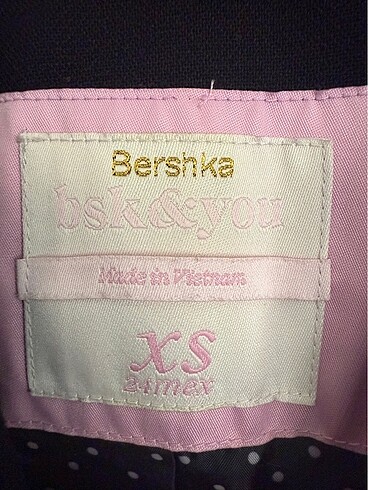 Bershka
bsk&you
Made in Vietnam
xs
24mex